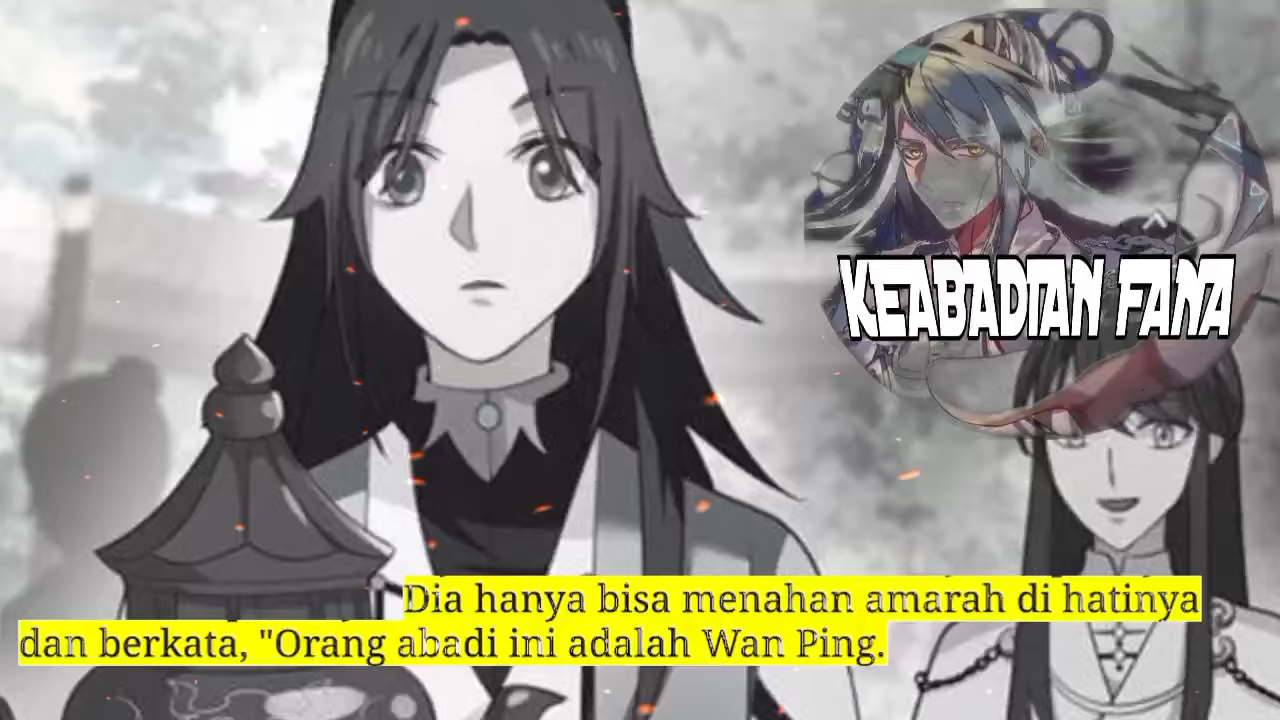 KEABADIAN FANA
Dia hanya bisa menahan amarah di hatinya
dan berkata, "Orang abadi ini adalah Wan Ping.